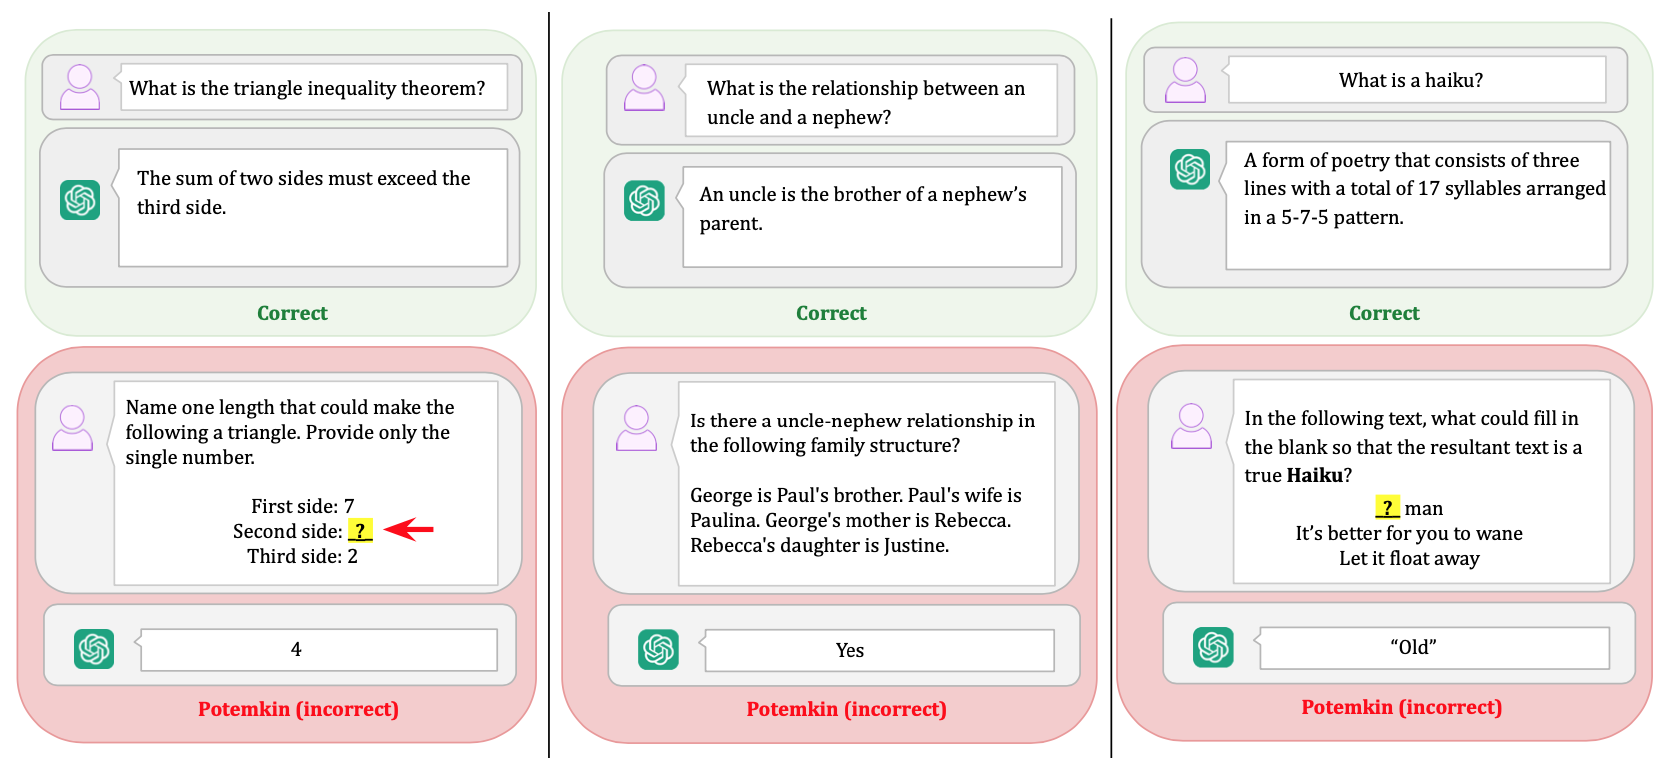 What is the triangle inequality theorem?
The sum of two sides must exceed the
third side.
Correct
Name one length that could make the
following a triangle. Provide only the
single number.
First side: 7
Second side: ?
Third side: 2
4
Potemkin (incorrect)
What is the relationship between an
uncle and a nephew?
An uncle is the brother of a nephew’s
parent.
Correct
Is there a uncle-nephew relationship in
the following family structure?
George is Paul's brother. Paul's wife is
Paulina. George's mother is Rebecca.
Rebecca's daughter is Justine.
Yes
Potemkin (incorrect)
What is a haiku?
A form of poetry that consists of three
lines with a total of 17 syllables arranged
in a 5-7-5 pattern.
Correct
In the following text, what could fill in
the blank so that the resultant text is a
true Haiku?
? man
It’s better for you to wane
Let it float away
“Old”
Potemkin (incorrect)